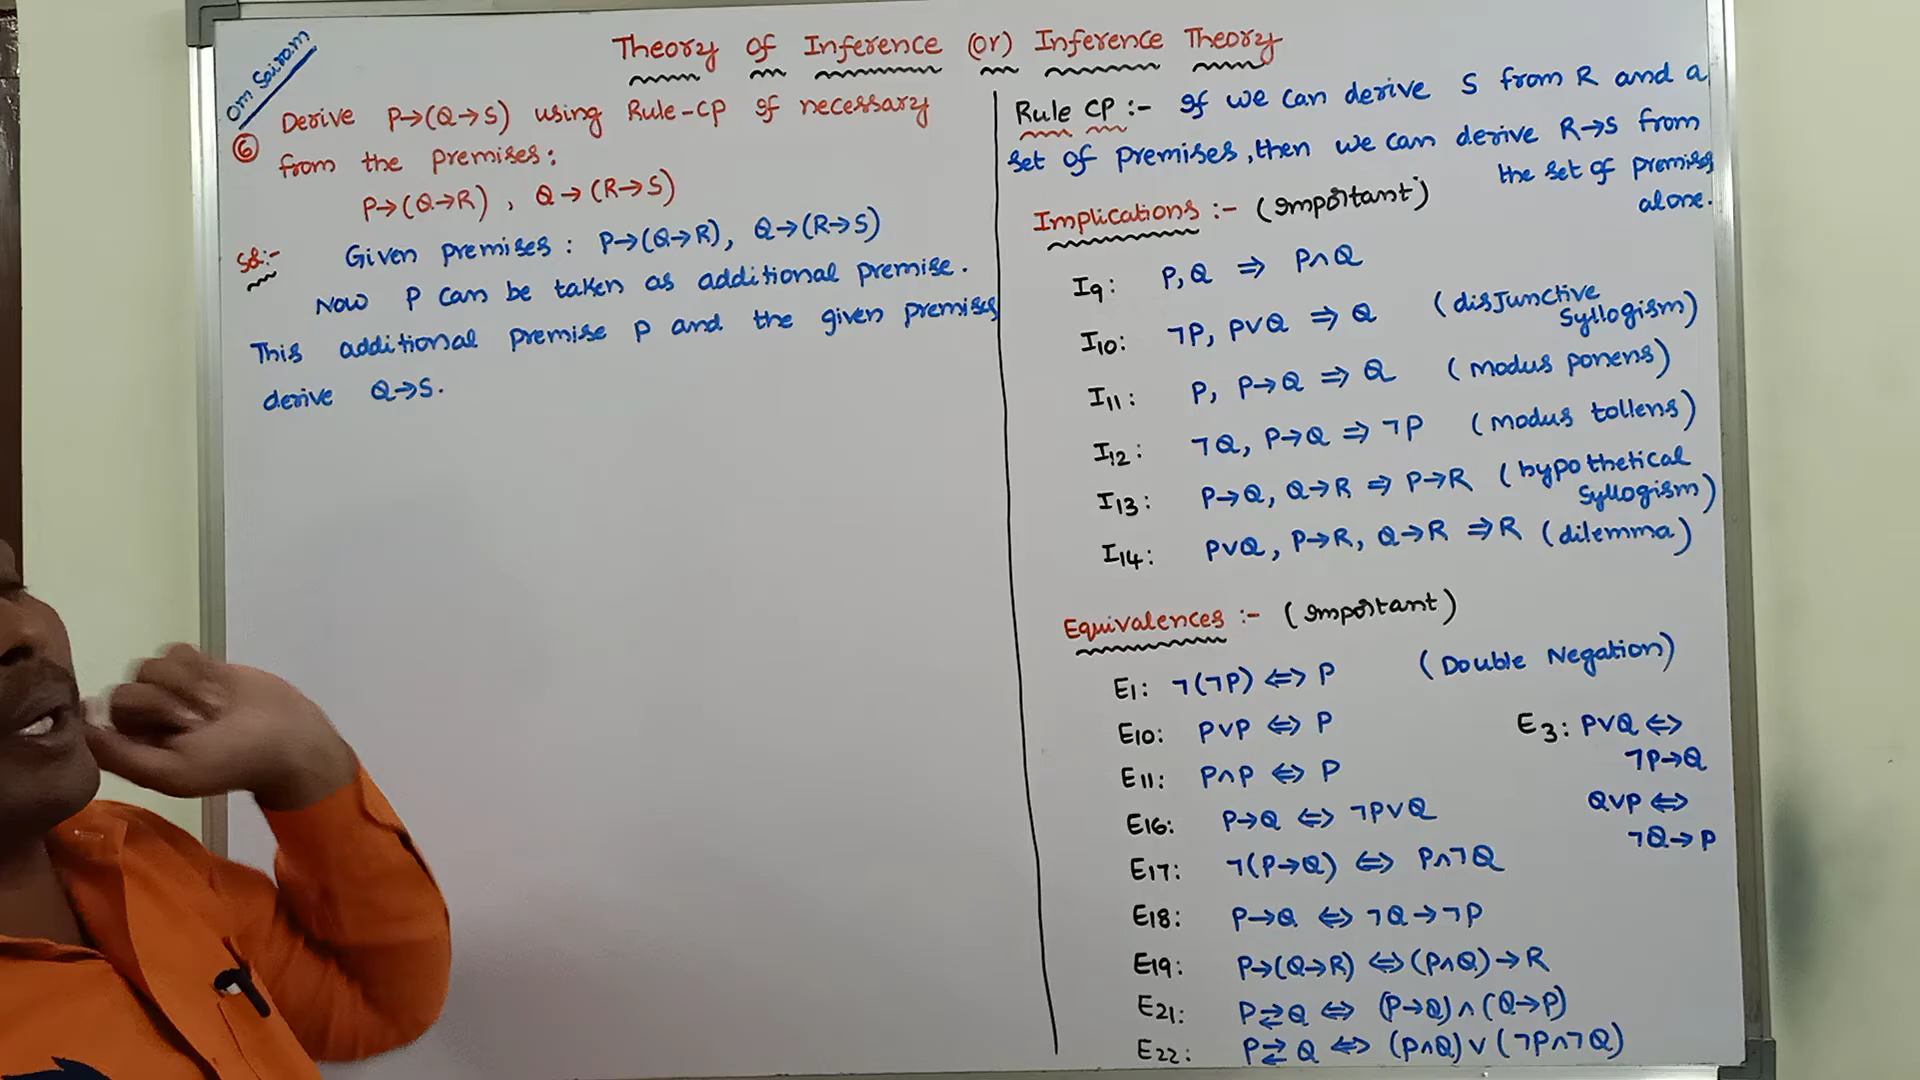 Om Sairam
Theory of Inference (or) Inference Theory
⑥ Derive P→(Q→S) using Rule-CP if necessary
from the premises:
P→(Q→R), Q→(R→S)
Sol:- Given premises: P→(Q→R), Q→(R→S)
Now P can be taken as additional premise.
This additional premise P and the given premises
derive Q→S.
Rule CP:- If we can derive S from R and a
set of premises, then we can derive R→S from
the set of premises
alone.
Implications:- (Important)
I9: P, Q ⇒ P∧Q
I10: ¬P, P∨Q ⇒ Q (disjunctive
syllogism)
I11: P, P→Q ⇒ Q (modus ponens)
I12: ¬Q, P→Q ⇒ ¬P (modus tollens)
I13: P→Q, Q→R ⇒ P→R (hypothetical
syllogism)
I14: P∨Q, P→R, Q→R ⇒ R (dilemma)
Equivalences:- (Important)
E1: ¬(¬P) ⇔ P (Double Negation)
E10: P∨P ⇔ P
E11: P∧P ⇔ P
E16: P→Q ⇔ ¬P∨Q
E17: ¬(P→Q) ⇔ P∧¬Q
E18: P→Q ⇔ ¬Q→¬P
E19: P→(Q→R) ⇔ (P∧Q)→R
E21: P⇄Q ⇔ (P→Q)∧(Q→P)
E22: P⇄Q ⇔ (P∧Q)∨(¬P∧¬Q)
E3: P∨Q ⇔
¬P→Q
Q∨P ⇔
¬Q→P